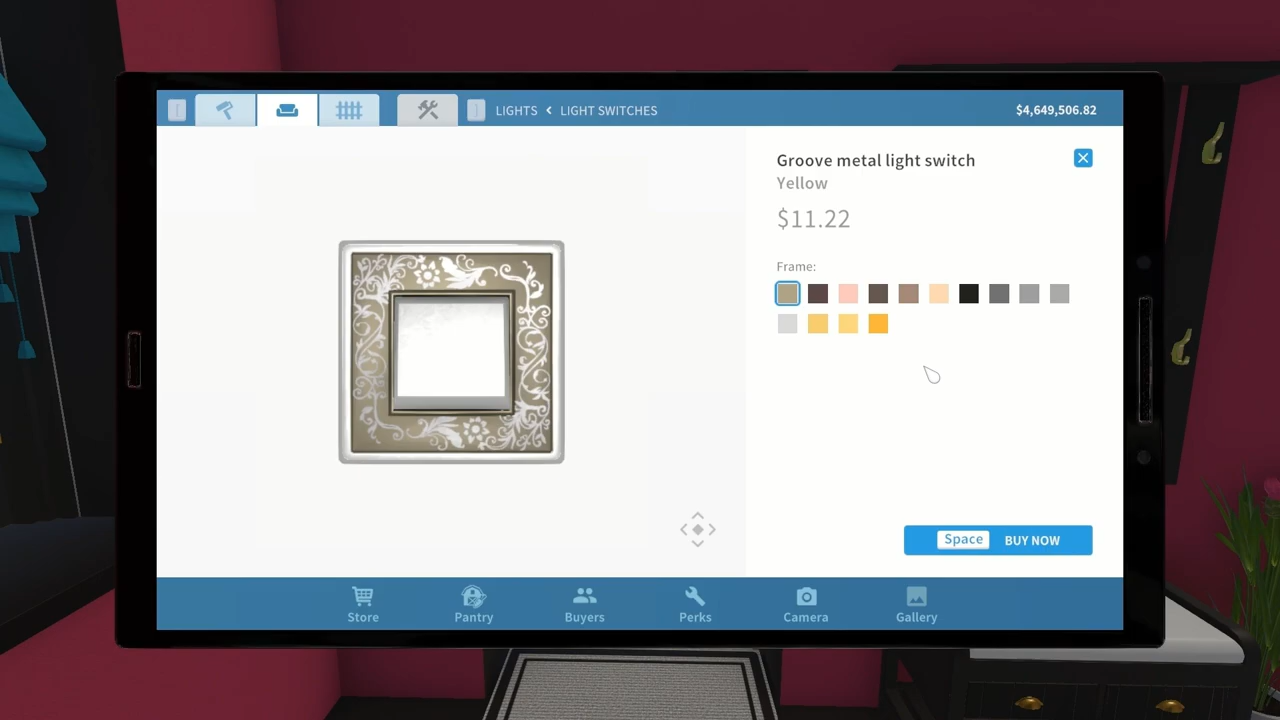 LIGHTS < LIGHT SWITCHES
$4,649,506.82
Groove metal light switch
Yellow
$11.22
Frame:
Space BUY NOW
Store
Pantry
Buyers
Perks
Camera
Gallery